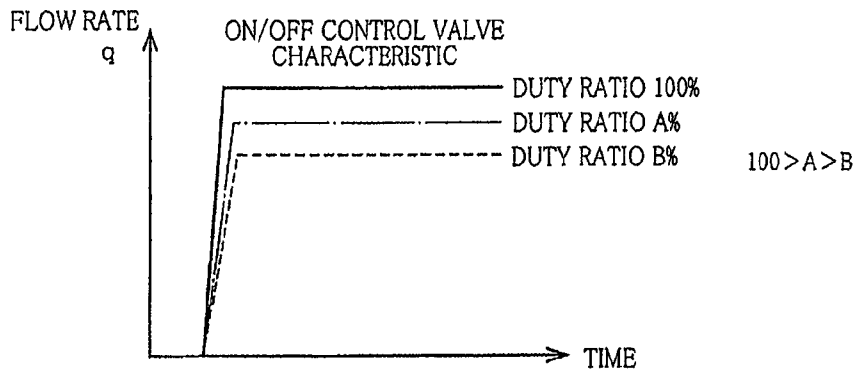 FLOW RATE
q
ON/OFF CONTROL VALVE
CHARACTERISTIC
DUTY RATIO 100%
DUTY RATIO A%
DUTY RATIO B%
100>A>B
TIME